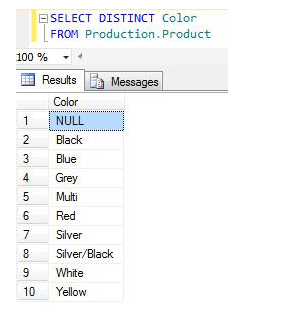 SELECT DISTINCT Color
FROM Production.Product
100 %
Results Messages
Color
1 NULL
2 Black
3 Blue
4 Grey
5 Multi
6 Red
7 Silver
8 Silver/Black
9 White
10 Yellow